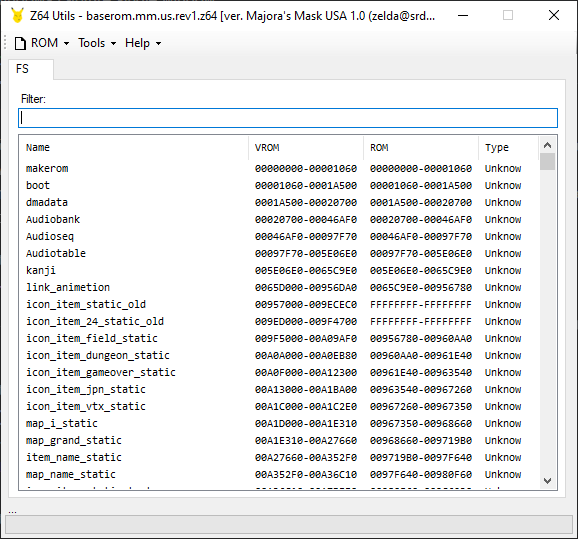 Z64 Utils - baserom.mm.us.rev1.z64 [ver. Majora's Mask USA 1.0 (zelda@srd...
ROM Tools Help
FS
Filter:
Name VROM ROM Type
makerom 00000000-00001060 00000000-00001060 Unknow
boot 00001060-0001A500 00001060-0001A500 Unknow
dmadata 0001A500-00020700 0001A500-00020700 Unknow
Audiobank 00020700-00046AF0 00020700-00046AF0 Unknow
Audioseq 00046AF0-00097F70 00046AF0-00097F70 Unknow
Audiotable 00097F70-005E06E0 00097F70-005E06E0 Unknow
kanji 005E06E0-0065C9E0 005E06E0-0065C9E0 Unknow
link_animetion 0065D000-00956DA0 0065C9E0-00956780 Unknow
icon_item_static_old 00957000-009ECEC0 FFFFFFFF-FFFFFFFF Unknow
icon_item_24_static_old 009ED000-009F4700 FFFFFFFF-FFFFFFFF Unknow
icon_item_field_static 009F5000-00A09AF0 00956780-00960AA0 Unknow
icon_item_dungeon_static 00A0A000-00A0EB80 00960AA0-00961E40 Unknow
icon_item_gameover_static 00A0F000-00A12300 00961E40-00963540 Unknow
icon_item_jpn_static 00A13000-00A1BA00 00963540-00967260 Unknow
icon_item_vtx_static 00A1C000-00A1C2E0 00967260-00967350 Unknow
map_i_static 00A1D000-00A1E310 00967350-00968660 Unknow
map_grand_static 00A1E310-00A27660 00968660-009719B0 Unknow
item_name_static 00A27660-00A352F0 009719B0-0097F640 Unknow
map_name_static 00A352F0-00A36C10 0097F640-00980F60 Unknow
...